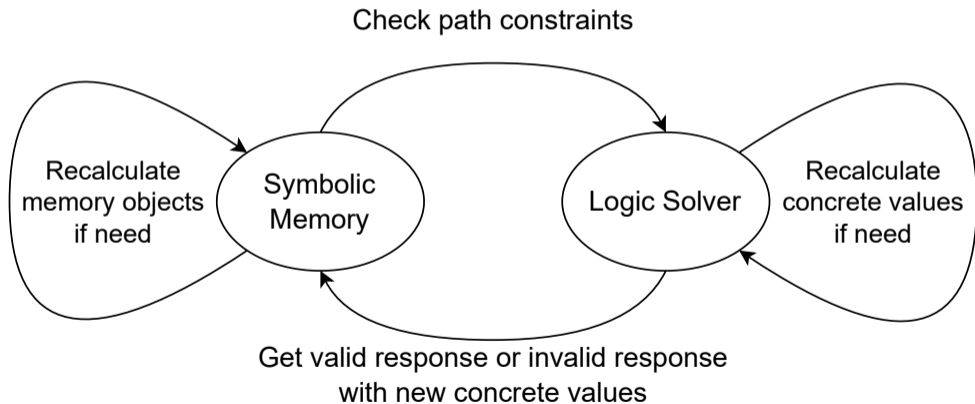 Check path constraints
Recalculate
memory objects
if need
Symbolic
Memory
Logic Solver
Recalculate
concrete values
if need
Get valid response or invalid response
with new concrete values